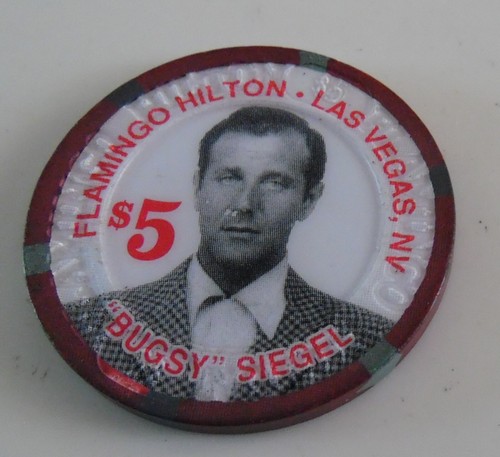 FLAMINGO HILTON • LAS VEGAS, NV
$5
"BUGSY" SIEGEL